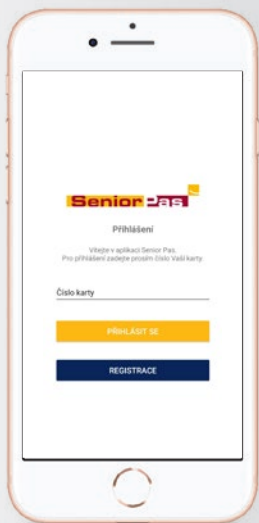 Senior Pas
Přihlášení
Vítejte v aplikaci Senior Pas.
Pro přihlášení zadejte prosím číslo Vaší karty
Číslo karty
PŘIHLÁSIT SE
REGISTRACE